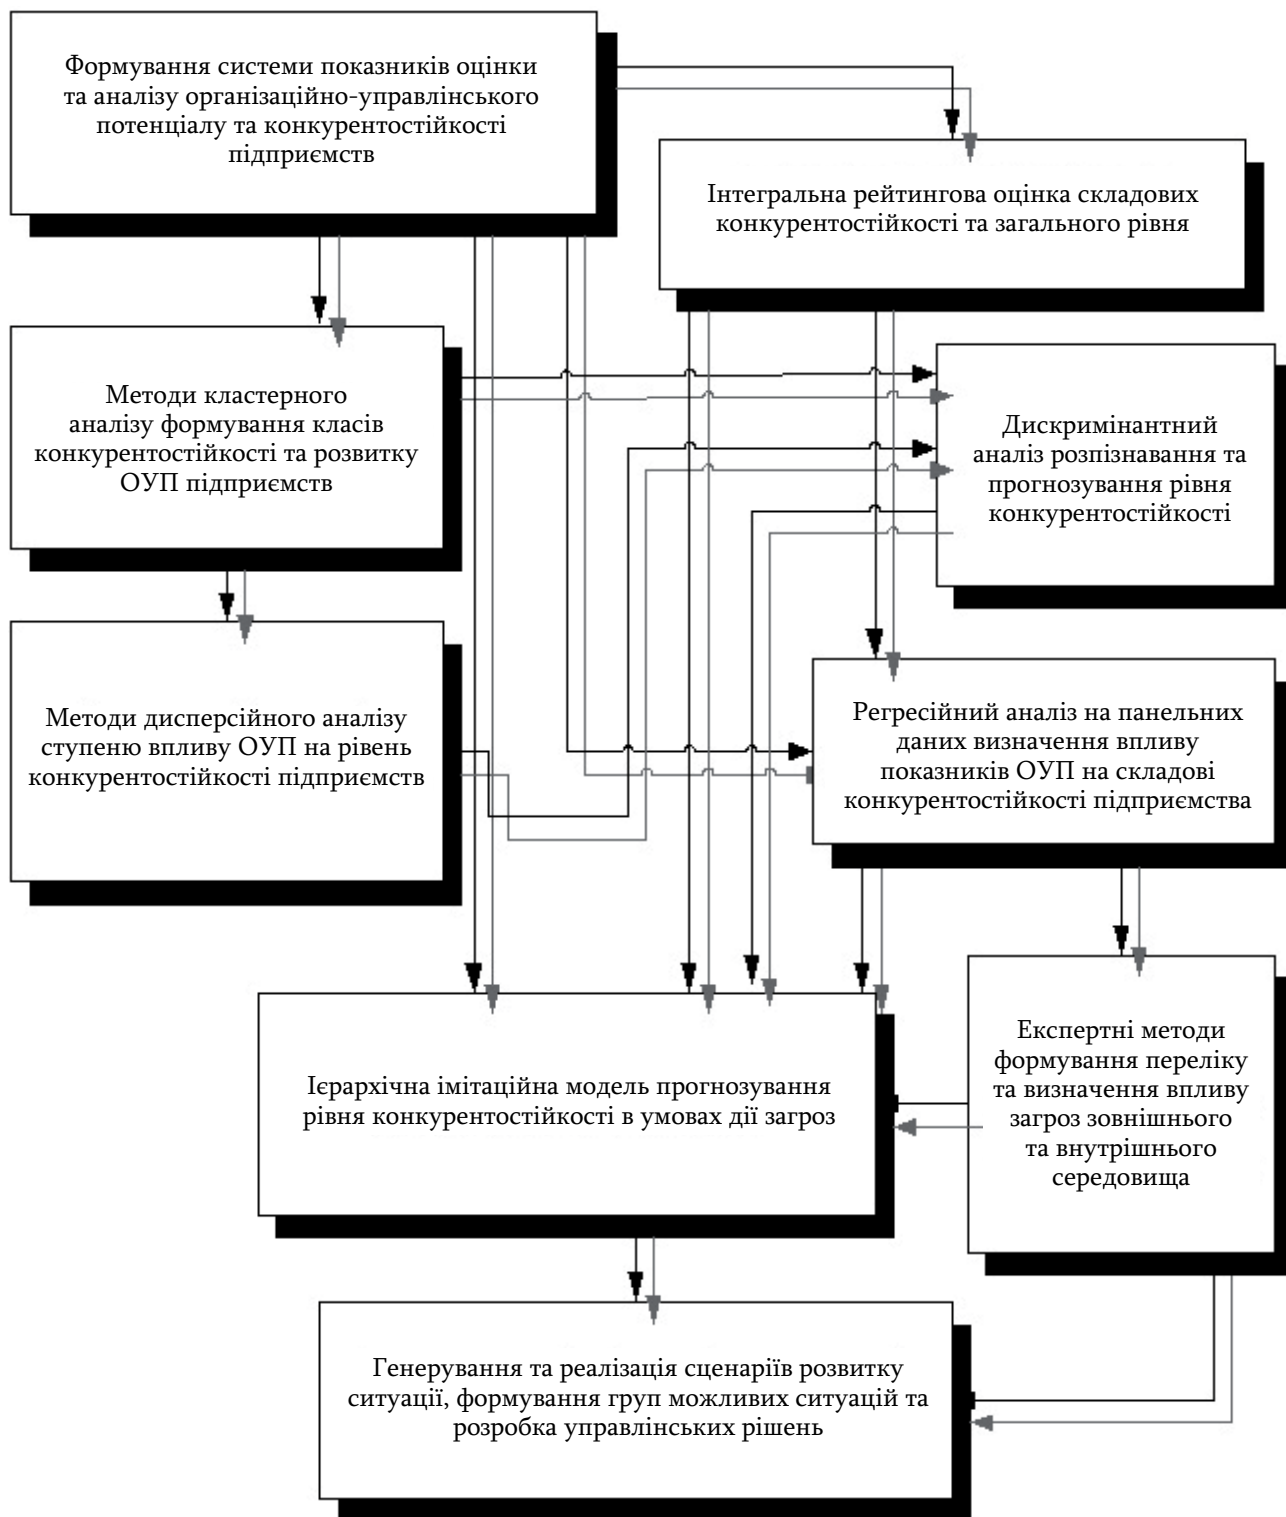 Формування системи показників оцінки
та аналізу організаційно-управлінського
потенціалу та конкурентостійкості
підприємств
Інтегральна рейтингова оцінка складових
конкурентостійкості та загального рівня
Методи кластерного
аналізу формування класів
конкурентостійкості та розвитку
ОУП підприємств
Дискримінантний
аналіз розпізнавання та
прогнозування рівня
конкурентостійкості
Методи дисперсійного аналізу
ступеню впливу ОУП на рівень
конкурентостійкості підприємств
Регресійний аналіз на панельних
даних визначення впливу
показників ОУП на складові
конкурентостійкості підприємства
Експертні методи
формування переліку
та визначення впливу
загроз зовнішнього
та внутрішнього
середовища
Ієрархічна імітаційна модель прогнозування
рівня конкурентостійкості в умовах дії загроз
Генерування та реалізація сценаріїв розвитку
ситуації, формування груп можливих ситуацій та
розробка управлінських рішень